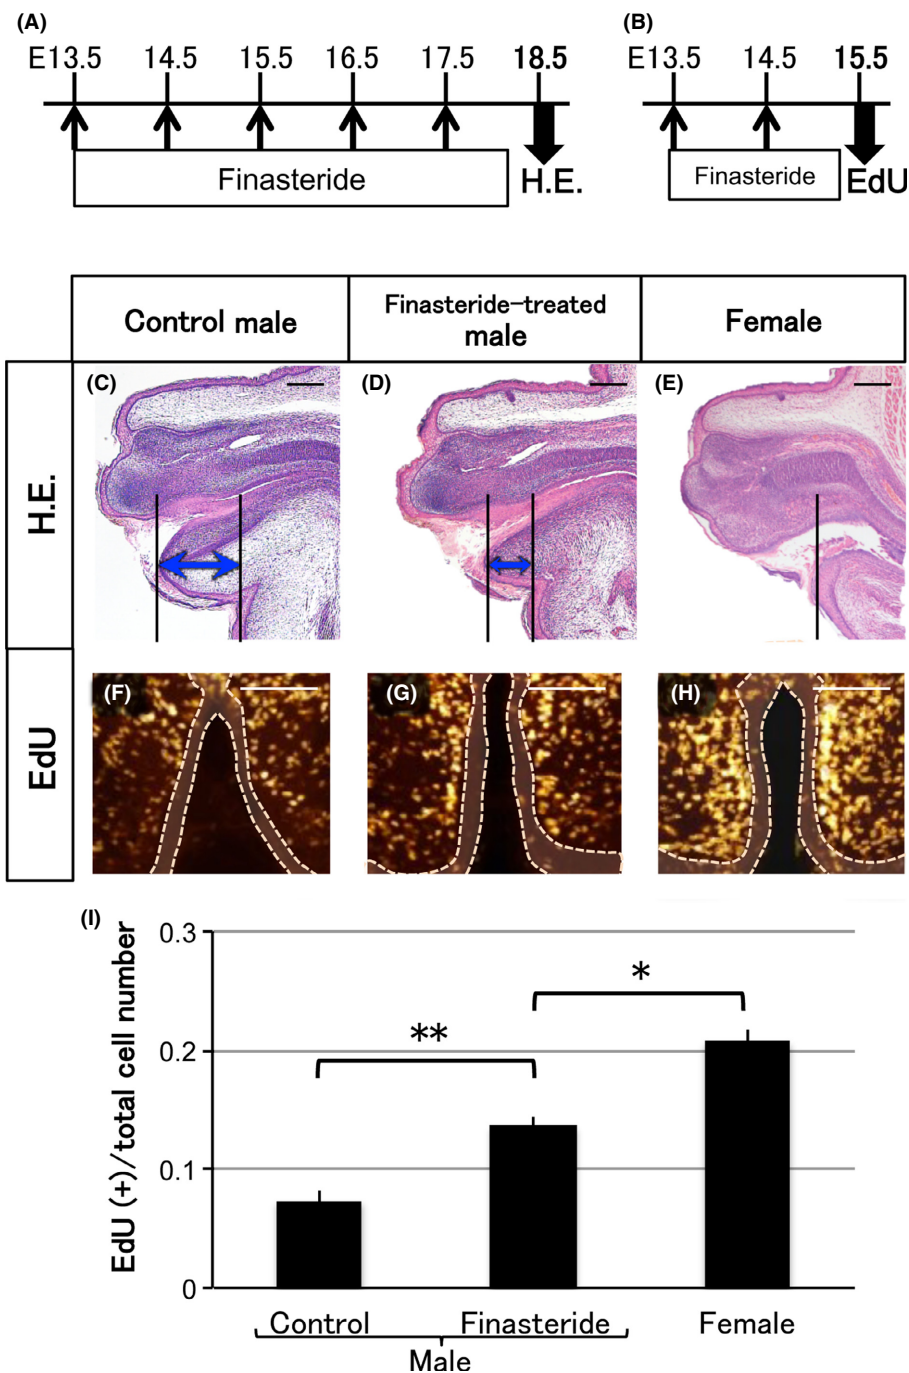 (A)
E13.5 14.5 15.5 16.5 17.5 18.5
Finasteride
H.E.
(B)
E13.5 14.5 15.5
Finasteride
EdU
Control male
Finasteride-treated
male
Female
H.E.
(C)
(D)
(E)
EdU
(F)
(G)
(H)
(I)
EdU (+)/total cell number
0.3
0.2
0.1
0
**
*
Control
Finasteride
Female
Male